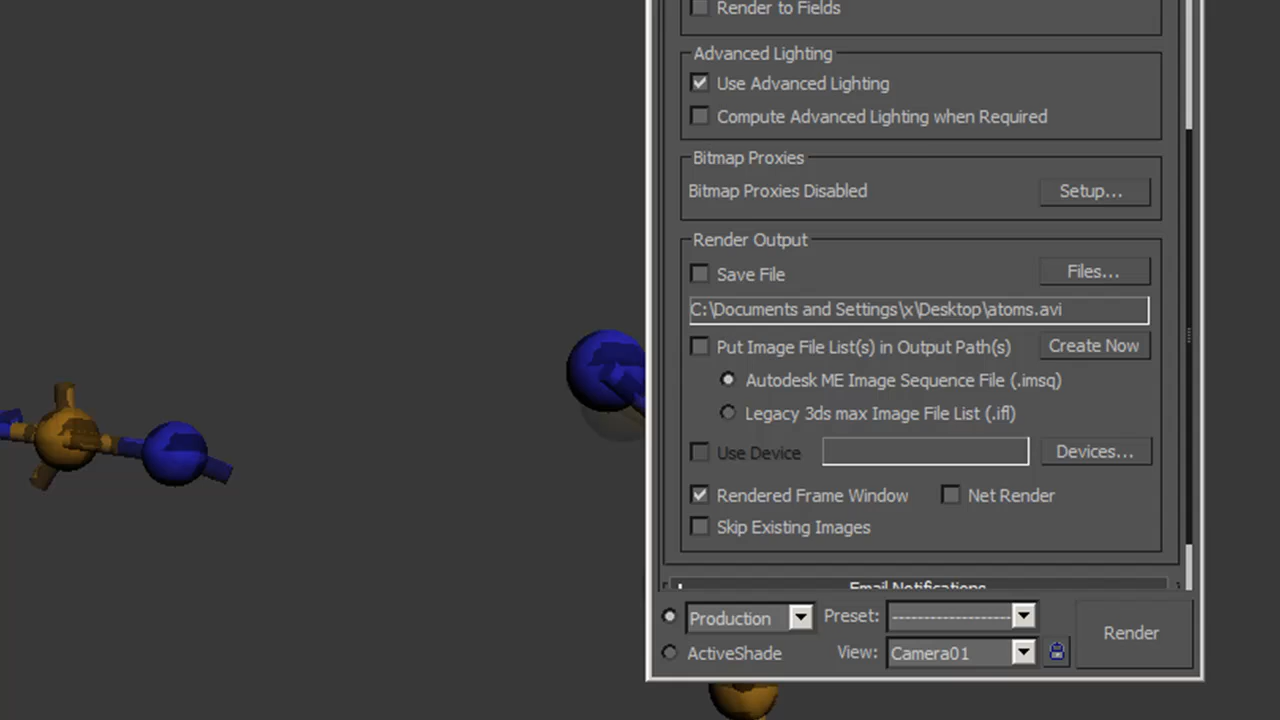 Render to Fields
Advanced Lighting
Use Advanced Lighting
Compute Advanced Lighting when Required
Bitmap Proxies
Bitmap Proxies Disabled
Setup...
Render Output
Save File
Files...
C:\Documents and Settings\x\Desktop\atoms.avi
Put Image File List(s) in Output Path(s)
Create Now
Autodesk ME Image Sequence File (.imsq)
Legacy 3ds max Image File List (.ifl)
Use Device
Devices...
Rendered Frame Window
Net Render
Skip Existing Images
Email Notifications
Production
Preset:
--------------------
ActiveShade
View:
Camera01
Render